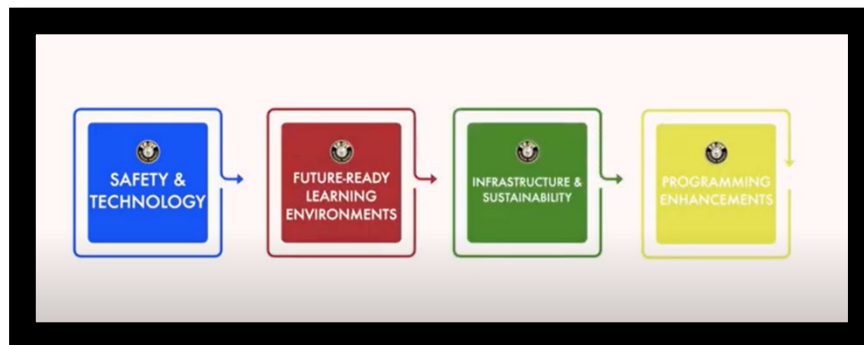 SAFETY &
TECHNOLOGY
FUTURE-READY
LEARNING
ENVIRONMENTS
INFRASTRUCTURE &
SUSTAINABILITY
PROGRAMMING
ENHANCEMENTS